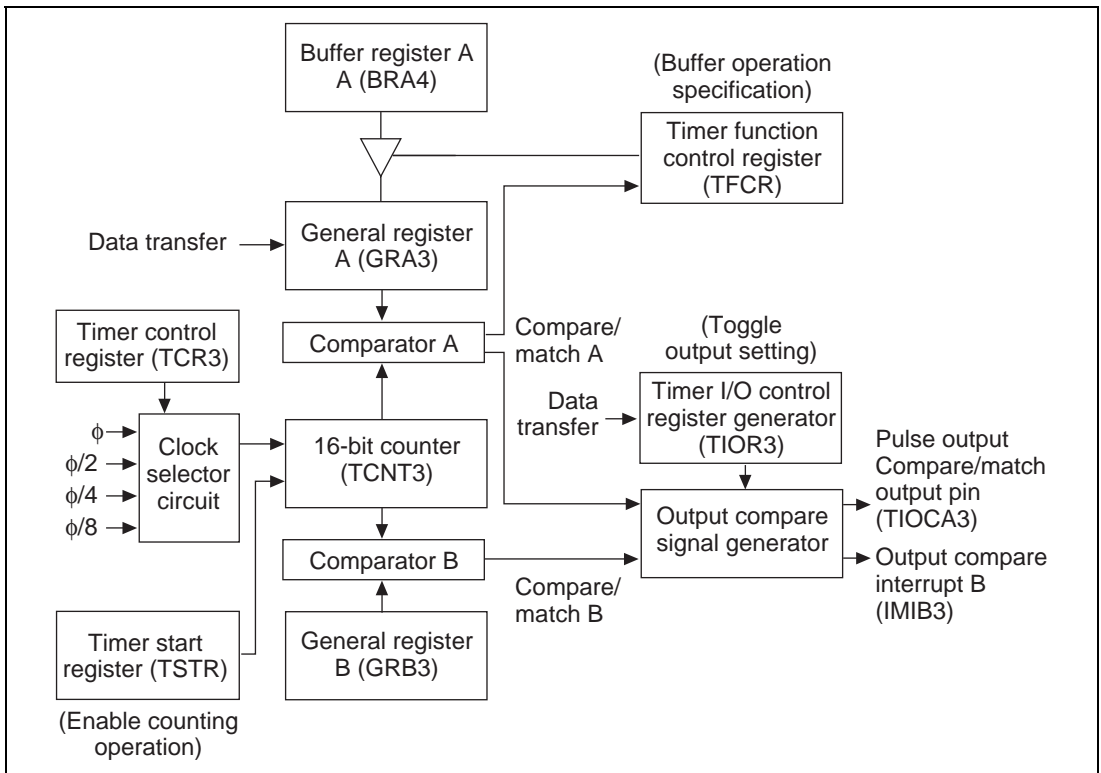 Buffer register A
A (BRA4)
(Buffer operation
specification)
Timer function
control register
(TFCR)
Data transfer
General register
A (GRA3)
Timer control
register (TCR3)
Comparator A
Compare/
match A
(Toggle
output setting)
Data
transfer
Timer I/O control
register generator
(TIOR3)
ϕ
ϕ/2
ϕ/4
ϕ/8
Clock
selector
circuit
16-bit counter
(TCNT3)
Pulse output
Compare/match
output pin
(TIOCA3)
Output compare
signal generator
Comparator B
Compare/
match B
Output compare
interrupt B
(IMIB3)
Timer start
register (TSTR)
General register
B (GRB3)
(Enable counting
operation)